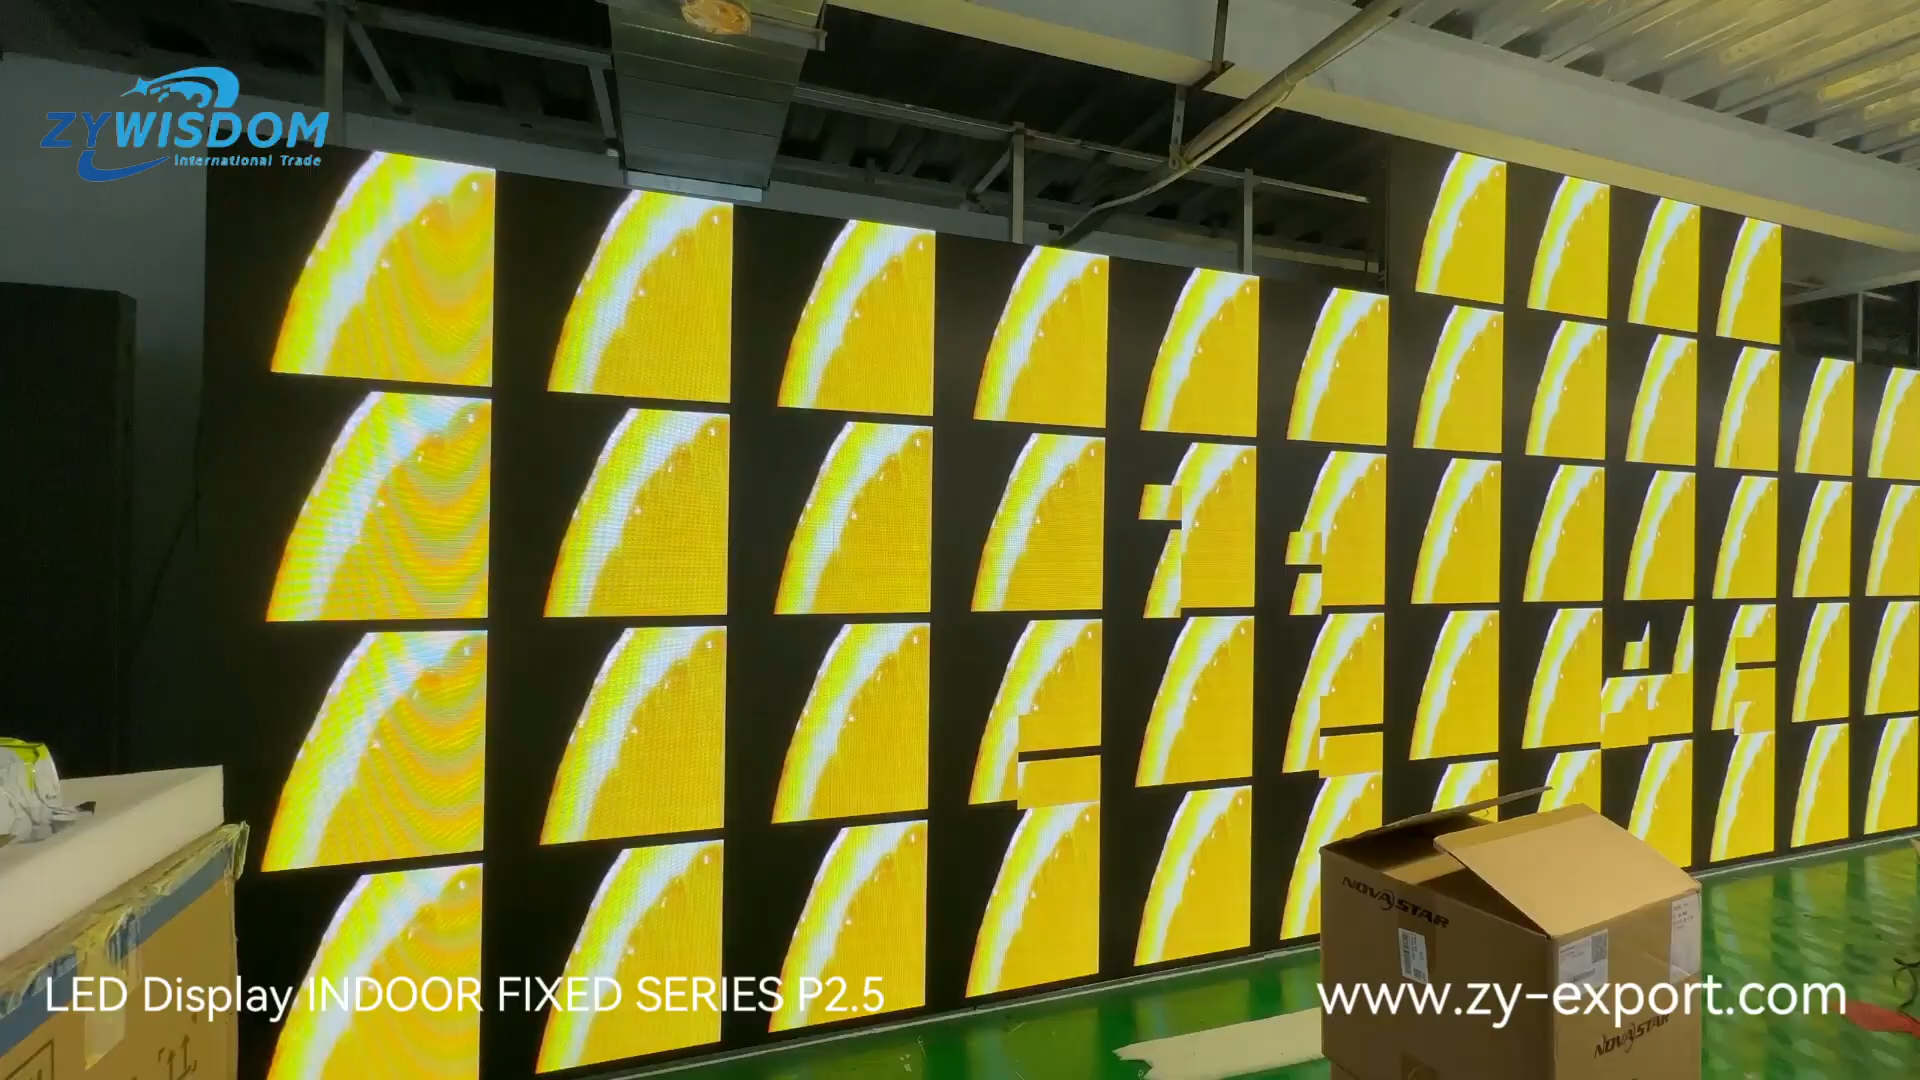 ZYWISDOM
International Trade
NOVASTAR
LED Display INDOOR FIXED SERIES P2.5
www.zy-export.com
NOVASTAR